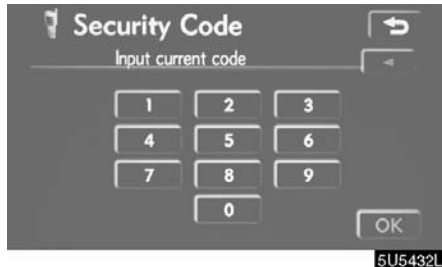 Security Code
Input current code
1 2 3
4 5 6
7 8 9
0
OK
5U5432L